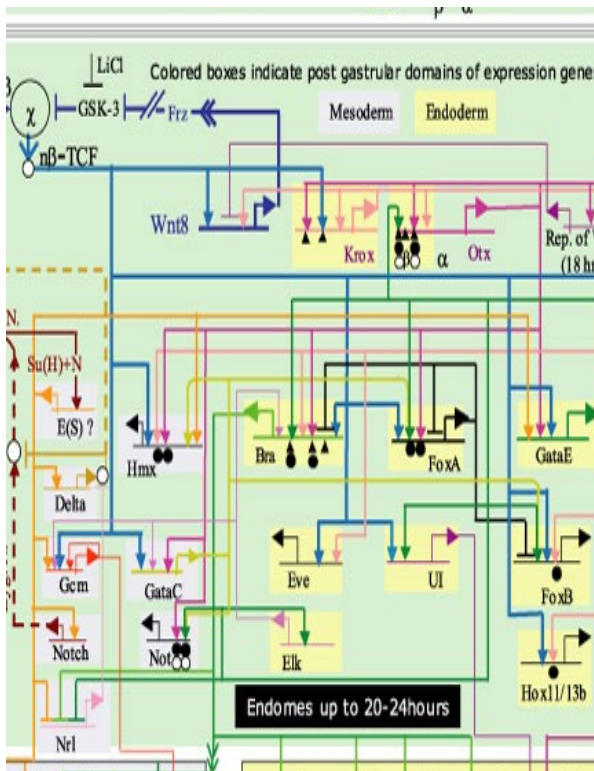 β α
LiCl
Colored boxes indicate post gastrular domains of expression
χ
GSK-3
Frz
Mesoderm
Endoderm
nβ-TCF
Wnt8
Krox
β
α
Otx
Rep. of
(18 hr
N.
Su(H)+N
E(S) ?
Hmx
Bra
FoxA
GataE
Delta
Gcm
GataC
Eve
UI
FoxB
Notch
Not
Elk
Hox11/13b
Endomes up to 20-24hours
Nrl